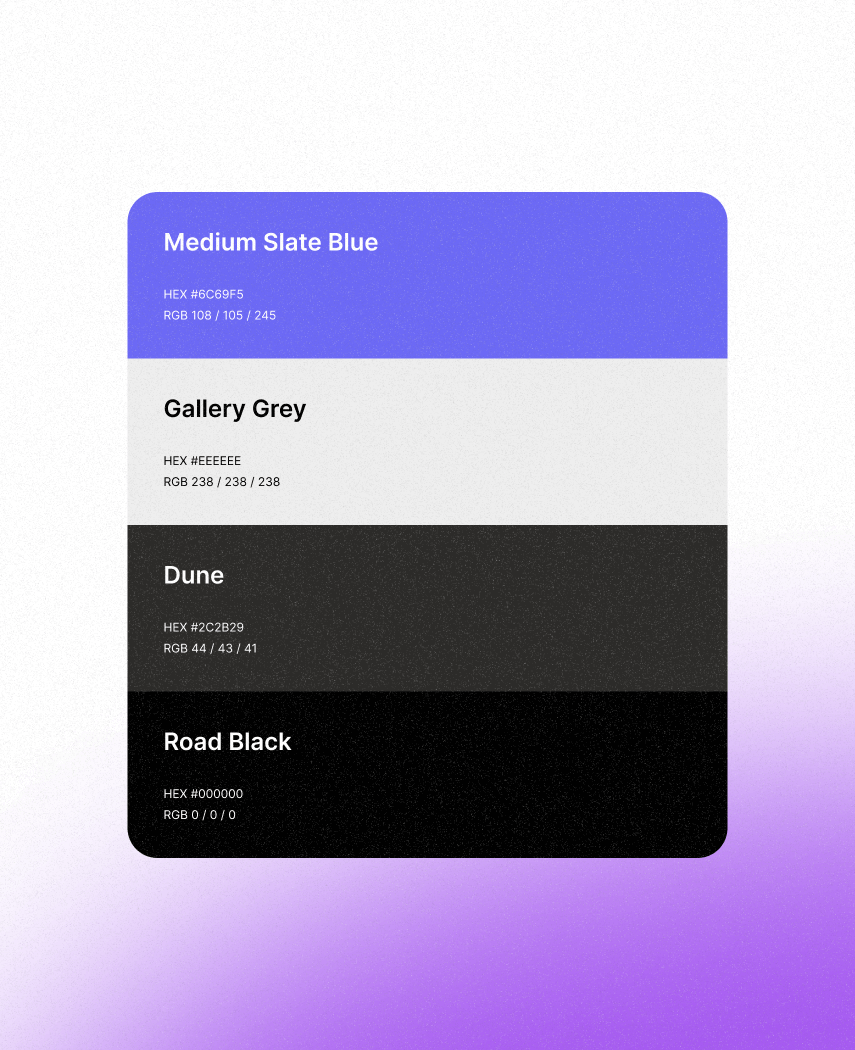 Medium Slate Blue
HEX #6C69F5
RGB 108 / 105 / 245
Gallery Grey
HEX #EEEEEE
RGB 238 / 238 / 238
Dune
HEX #2C2B29
RGB 44 / 43 / 41
Road Black
HEX #000000
RGB 0 / 0 / 0